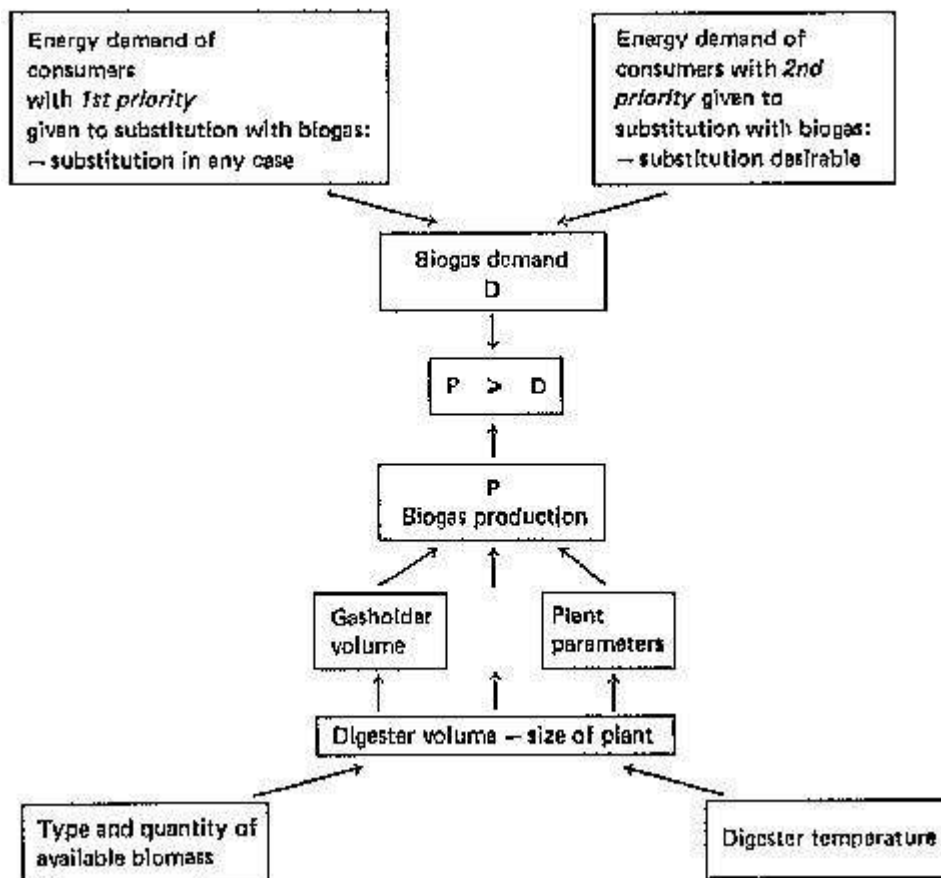 Energy demand of
consumers
with 1st priority
given to substitution with biogas:
– substitution in any case
Energy demand of
consumers with 2nd
priority given to
substitution with biogas:
– substitution desirable
Biogas demand
D
P > D
P
Biogas production
Gasholder
volume
Plant
parameters
Digester volume – size of plant
Type and quantity of
available biomass
Digester temperature